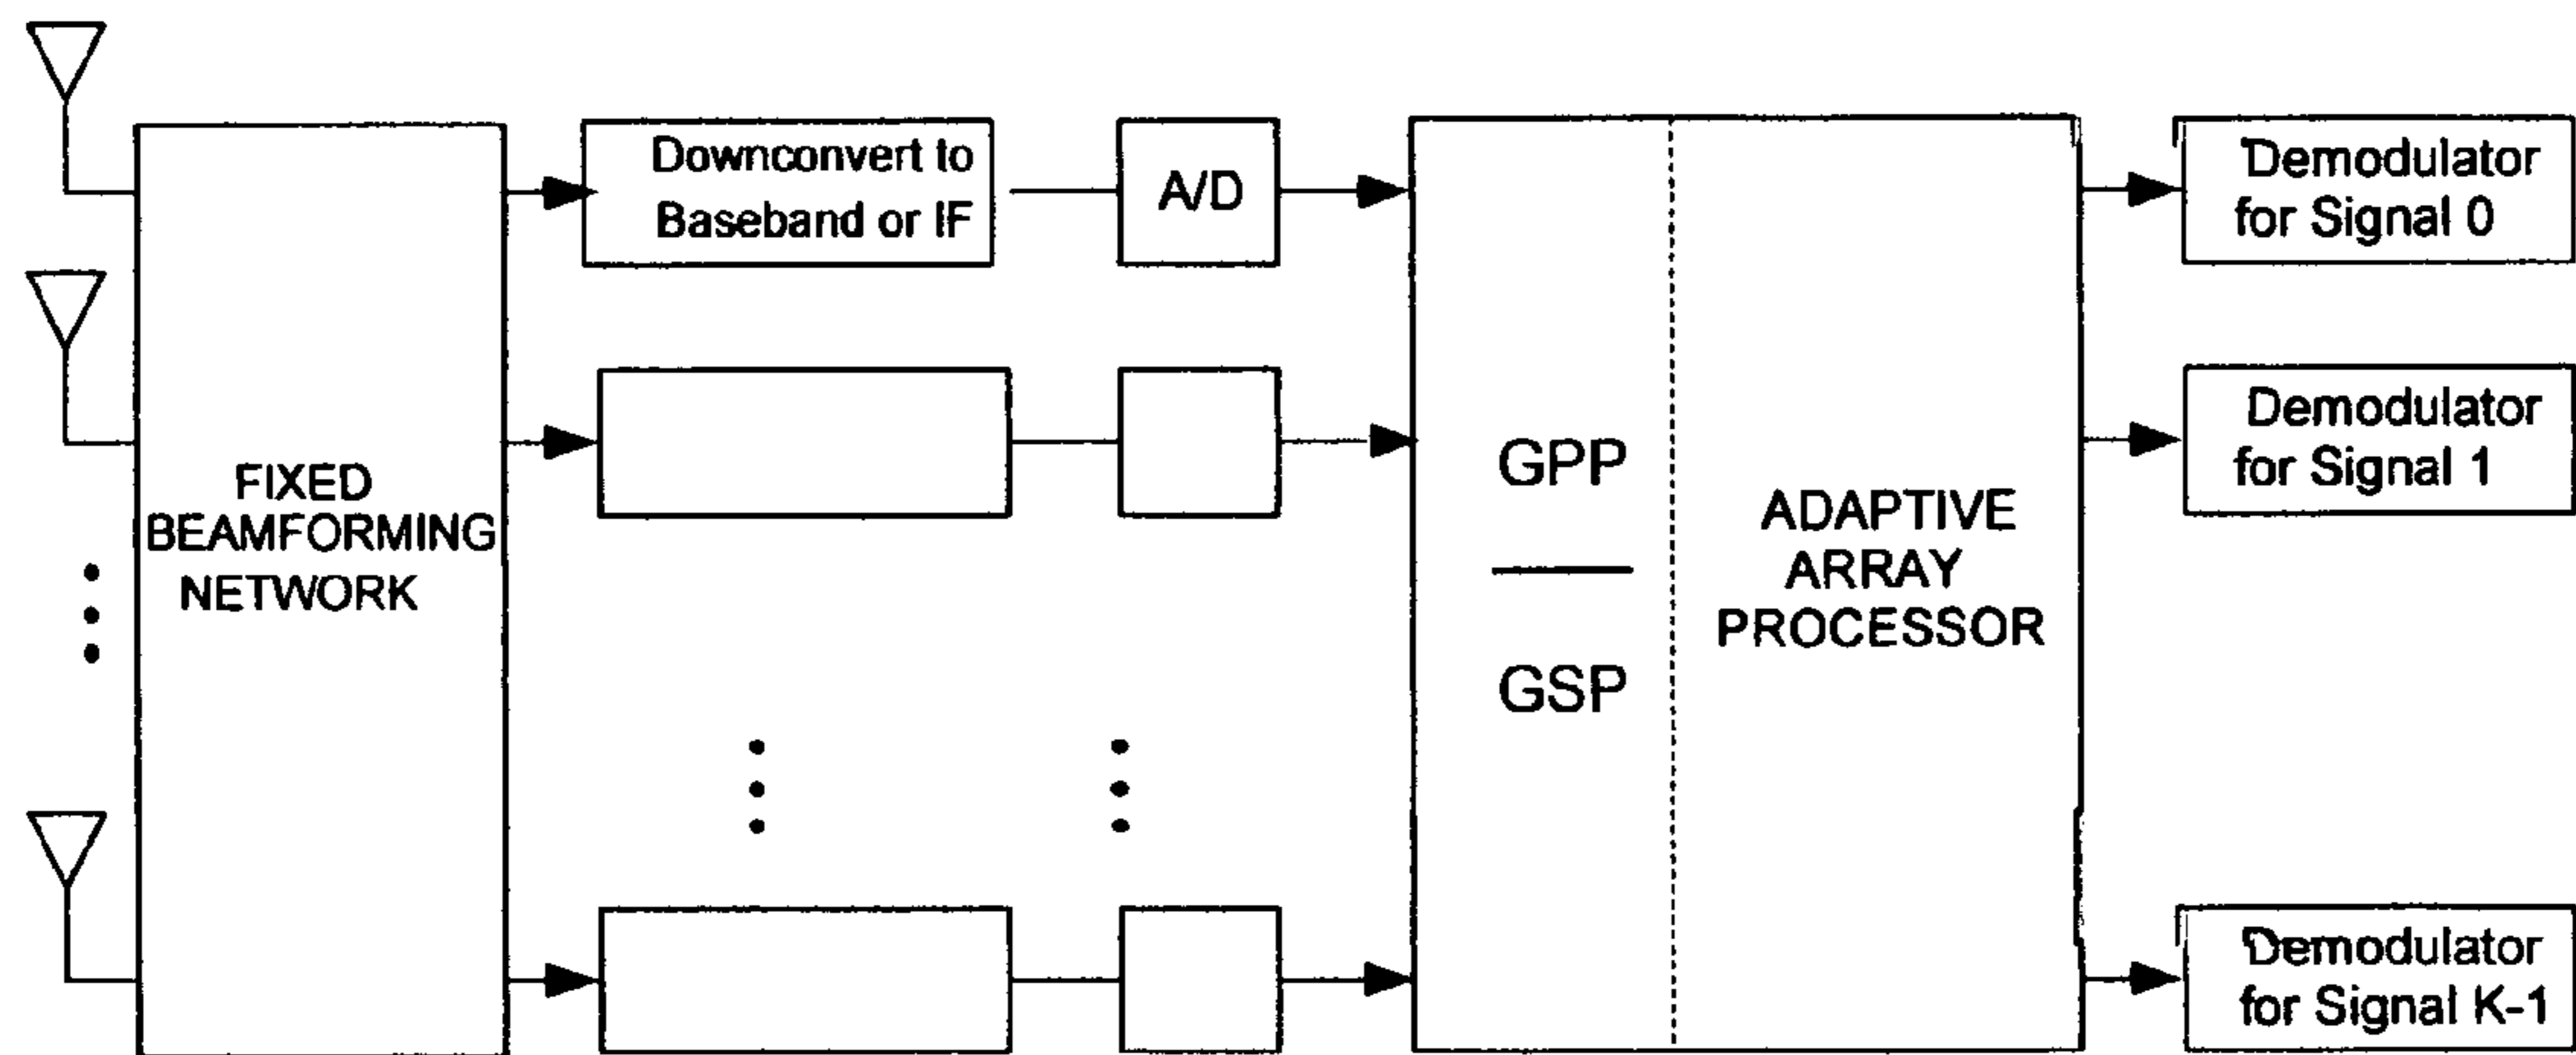 FIXED
BEAMFORMING
NETWORK
Downconvert to
Baseband or IF
A/D
GPP
GSP
ADAPTIVE
ARRAY
PROCESSOR
Demodulator
for Signal 0
Demodulator
for Signal 1
Demodulator
for Signal K-1